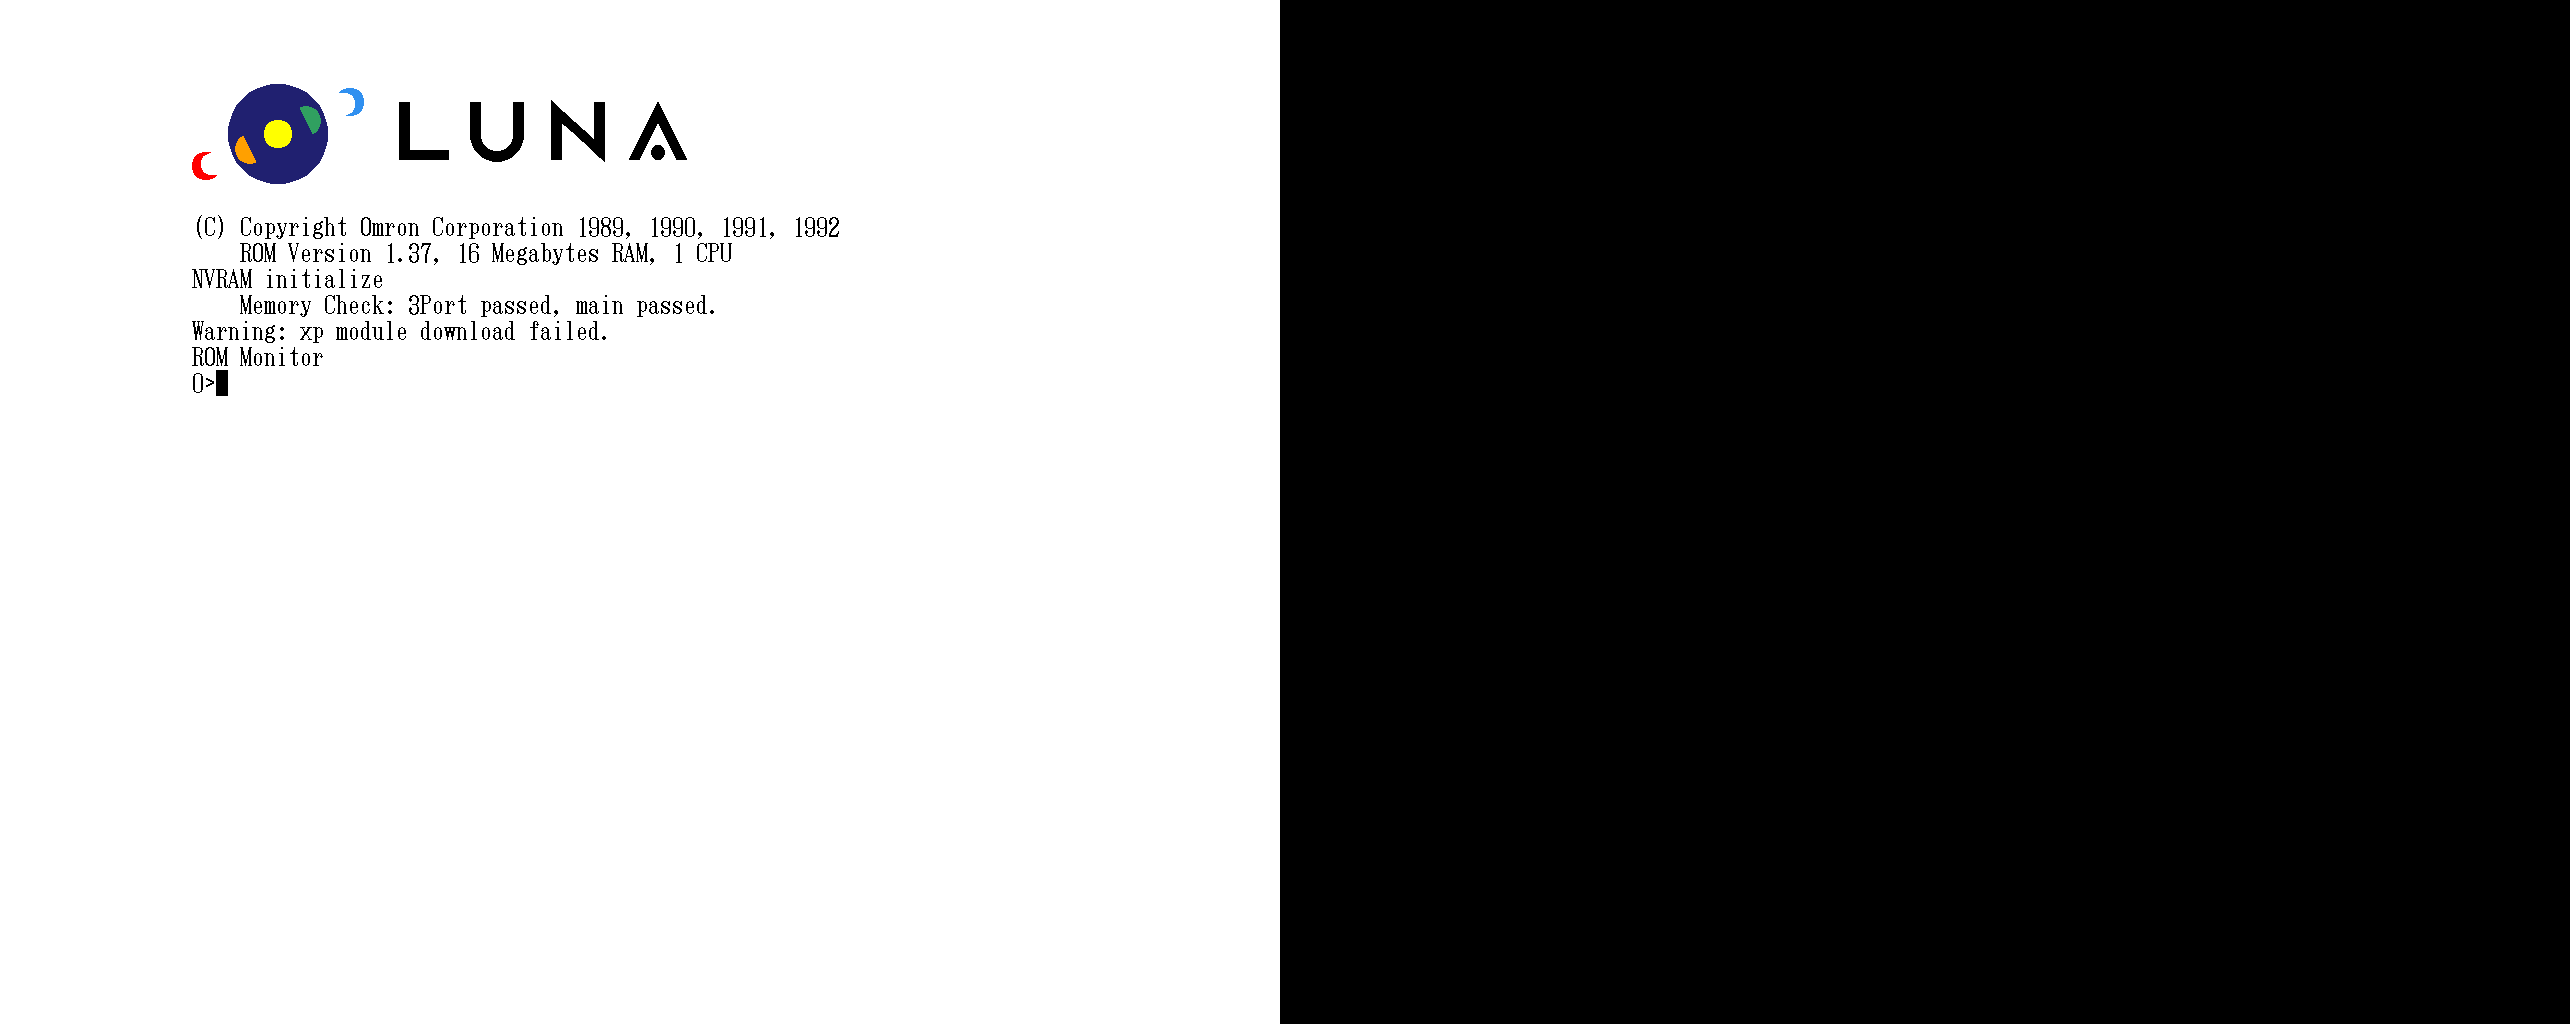 LUNA
(C) Copyright Omron Corporation 1989, 1990, 1991, 1992
ROM Version 1.37, 16 Megabytes RAM, 1 CPU
NVRAM initialize
Memory Check: 3Port passed, main passed.
Warning: xp module download failed.
ROM Monitor
0>